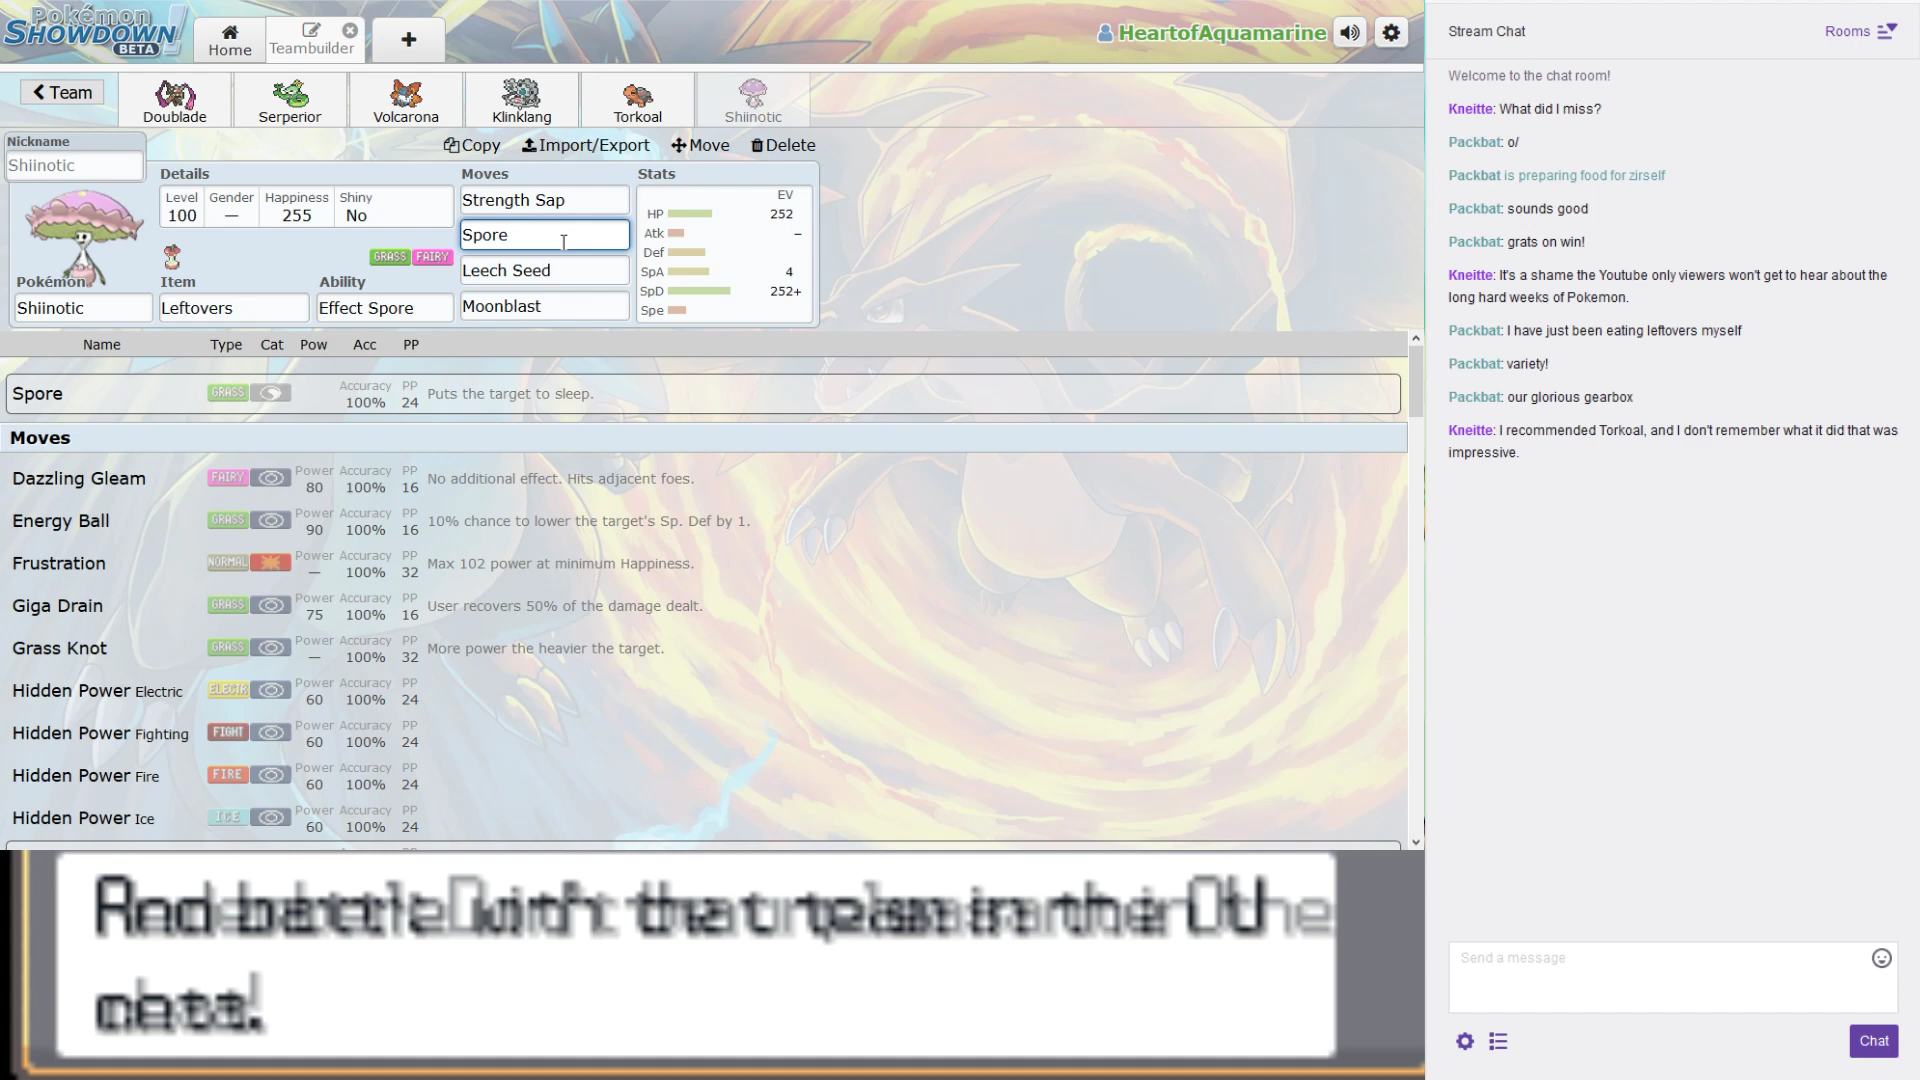 Pokémon
SHOWDOWN!
BETA
Home
Teambuilder
+
HeartofAquamarine
Team
Doublade
Serperior
Volcarona
Klinklang
Torkoal
Shiinotic
Nickname
Shiinotic
Copy
Import/Export
Move
Delete
Details
Level Gender Happiness Shiny
100 — 255 No
GRASS FAIRY
Pokémon Item Ability
Shiinotic Leftovers Effect Spore
Moves
Strength Sap
Spore
Leech Seed
Moonblast
Stats
EV
HP 252
Atk –
Def
SpA 4
SpD 252+
Spe
Name Type Cat Pow Acc PP
Spore GRASS Accuracy 100% PP 24 Puts the target to sleep.
Moves
Dazzling Gleam FAIRY Power 80 Accuracy 100% PP 16 No additional effect. Hits adjacent foes.
Energy Ball GRASS Power 90 Accuracy 100% PP 16 10% chance to lower the target's Sp. Def by 1.
Frustration NORMAL Power — Accuracy 100% PP 32 Max 102 power at minimum Happiness.
Giga Drain GRASS Power 75 Accuracy 100% PP 16 User recovers 50% of the damage dealt.
Grass Knot GRASS Power — Accuracy 100% PP 32 More power the heavier the target.
Hidden Power Electric ELECTR Power 60 Accuracy 100% PP 24
Hidden Power Fighting FIGHT Power 60 Accuracy 100% PP 24
Hidden Power Fire FIRE Power 60 Accuracy 100% PP 24
Hidden Power Ice ICE Power 60 Accuracy 100% PP 24
Stream Chat
Rooms
Welcome to the chat room!
Kneitte: What did I miss?
Packbat: o/
Packbat is preparing food for zirself
Packbat: sounds good
Packbat: grats on win!
Kneitte: It's a shame the Youtube only viewers won't get to hear about the
long hard weeks of Pokemon.
Packbat: I have just been eating leftovers myself
Packbat: variety!
Packbat: our glorious gearbox
Kneitte: I recommended Torkoal, and I don't remember what it did that was
impressive.
Send a message
Chat